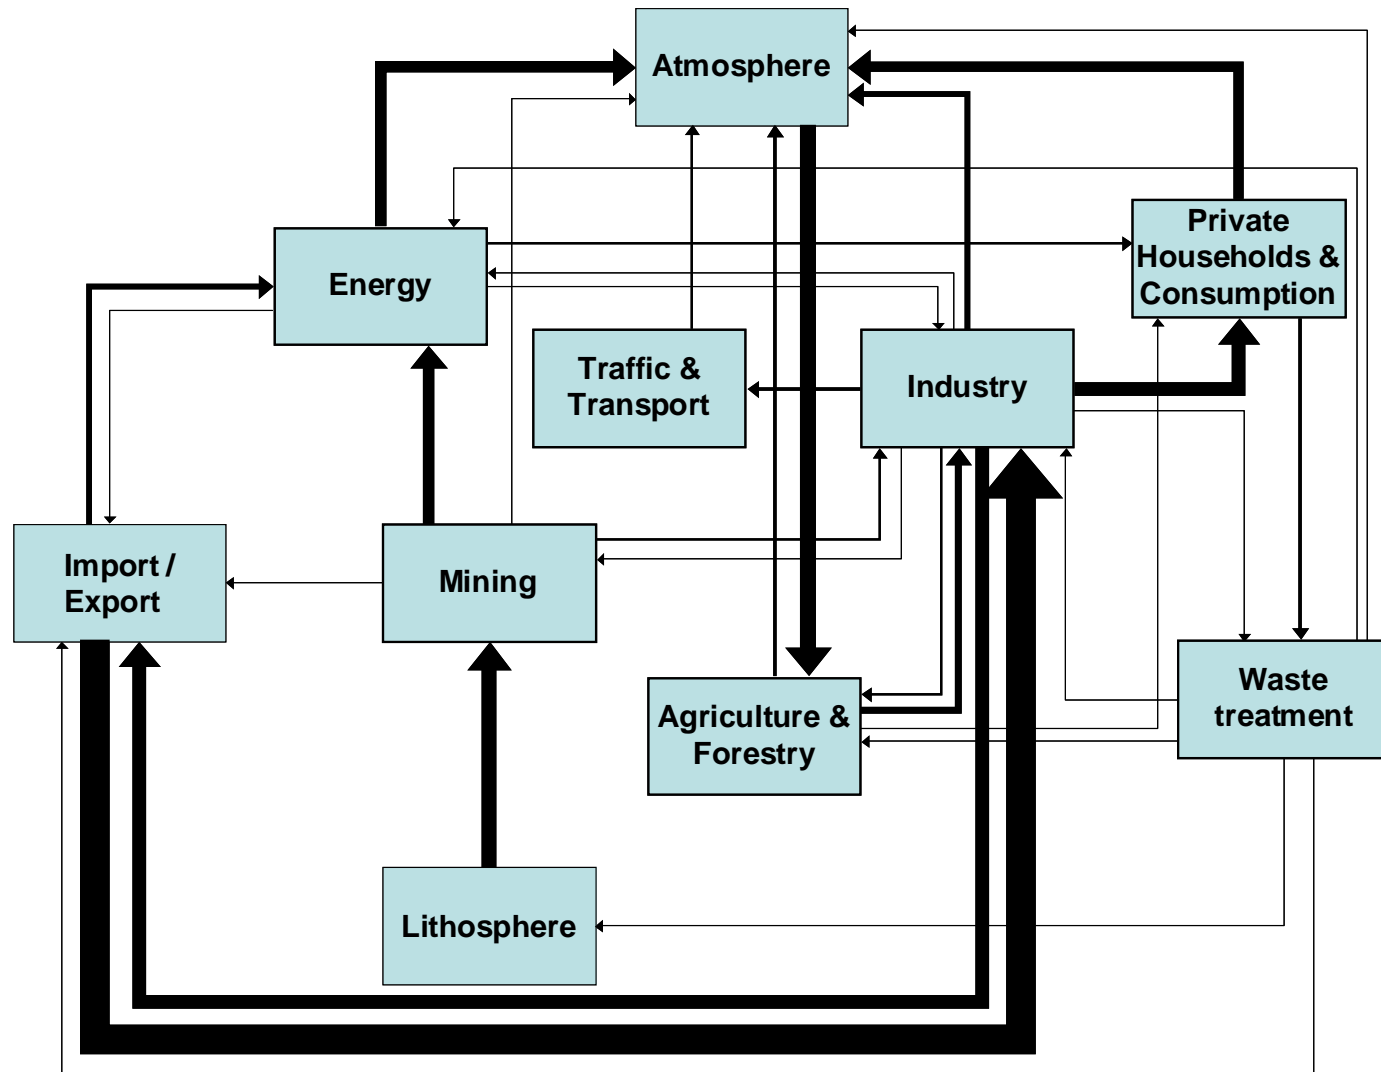 Atmosphere
Private
Households &
Consumption
Energy
Traffic &
Transport
Industry
Import /
Export
Mining
Agriculture &
Forestry
Waste
treatment
Lithosphere